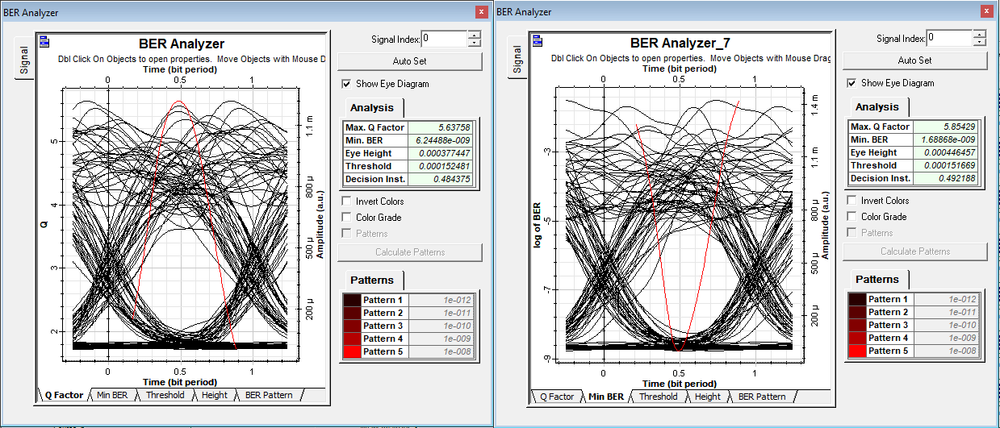 BER Analyzer
x
Signal
BER Analyzer
Dbl Click On Objects to open properties. Move Objects with Mouse D
Time (bit period)
0 0.5 1
Q
5
4
3
2
1.1 m
800 µ
500 µ
200 µ
Amplitude (a.u.)
0 0.5 1
Time (bit period)
Q Factor Min BER Threshold Height BER Pattern
Signal Index: 0
Auto Set
Show Eye Diagram
Analysis
Max. Q Factor 5.63758
Min. BER 6.24488e-009
Eye Height 0.000377447
Threshold 0.000152481
Decision Inst. 0.484375
Invert Colors
Color Grade
Patterns
Calculate Patterns
Patterns
Pattern 1 1e-012
Pattern 2 1e-011
Pattern 3 1e-010
Pattern 4 1e-009
Pattern 5 1e-008
BER Analyzer
x
Signal
BER Analyzer_7
Dbl Click On Objects to open properties. Move Objects with Mouse Drag
Time (bit period)
0 0.5 1
log of BER
-3
-5
-7
-9
1.4 m
1.1 m
800 µ
500 µ
200 µ
Amplitude (a.u.)
0 0.5 1
Time (bit period)
Q Factor Min BER Threshold Height BER Pattern
Signal Index: 0
Auto Set
Show Eye Diagram
Analysis
Max. Q Factor 5.85429
Min. BER 1.68868e-009
Eye Height 0.000446457
Threshold 0.000151669
Decision Inst. 0.492188
Invert Colors
Color Grade
Patterns
Calculate Patterns
Patterns
Pattern 1 1e-012
Pattern 2 1e-011
Pattern 3 1e-010
Pattern 4 1e-009
Pattern 5 1e-008